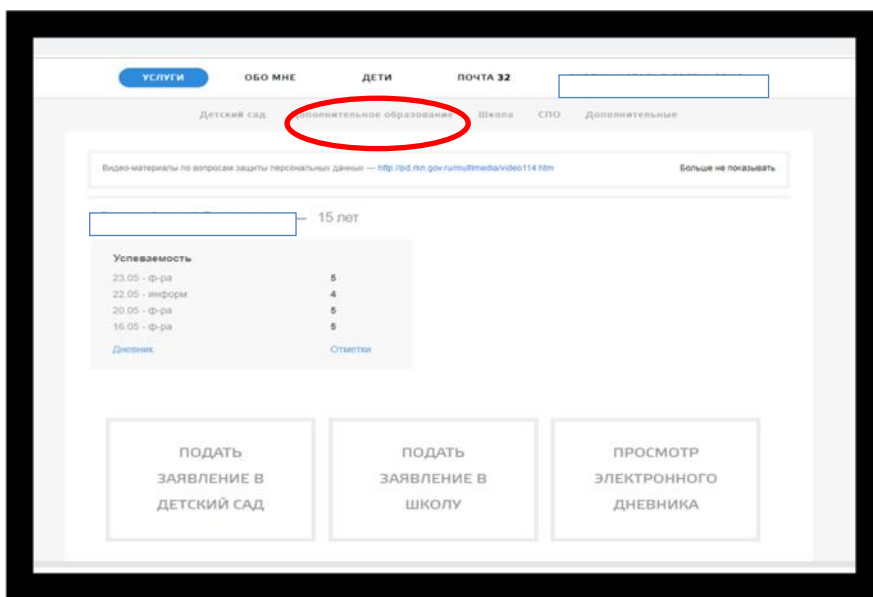 УСЛУГИ ОБО МНЕ ДЕТИ ПОЧТА 32
Детский сад Дополнительное образование Школа СПО Дополнительные
Видео-материалы по вопросам защиты персональных данных — http://pd.rkn.gov.ru/multimedia/video114.htm Больше не показывать
– 15 лет
Успеваемость
23.05 - ф-ра 5
22.05 - информ 4
20.05 - ф-ра 5
16.05 - ф-ра 5
Дневник Отметки
ПОДАТЬ
ЗАЯВЛЕНИЕ В
ДЕТСКИЙ САД
ПОДАТЬ
ЗАЯВЛЕНИЕ В
ШКОЛУ
ПРОСМОТР
ЭЛЕКТРОННОГО
ДНЕВНИКА